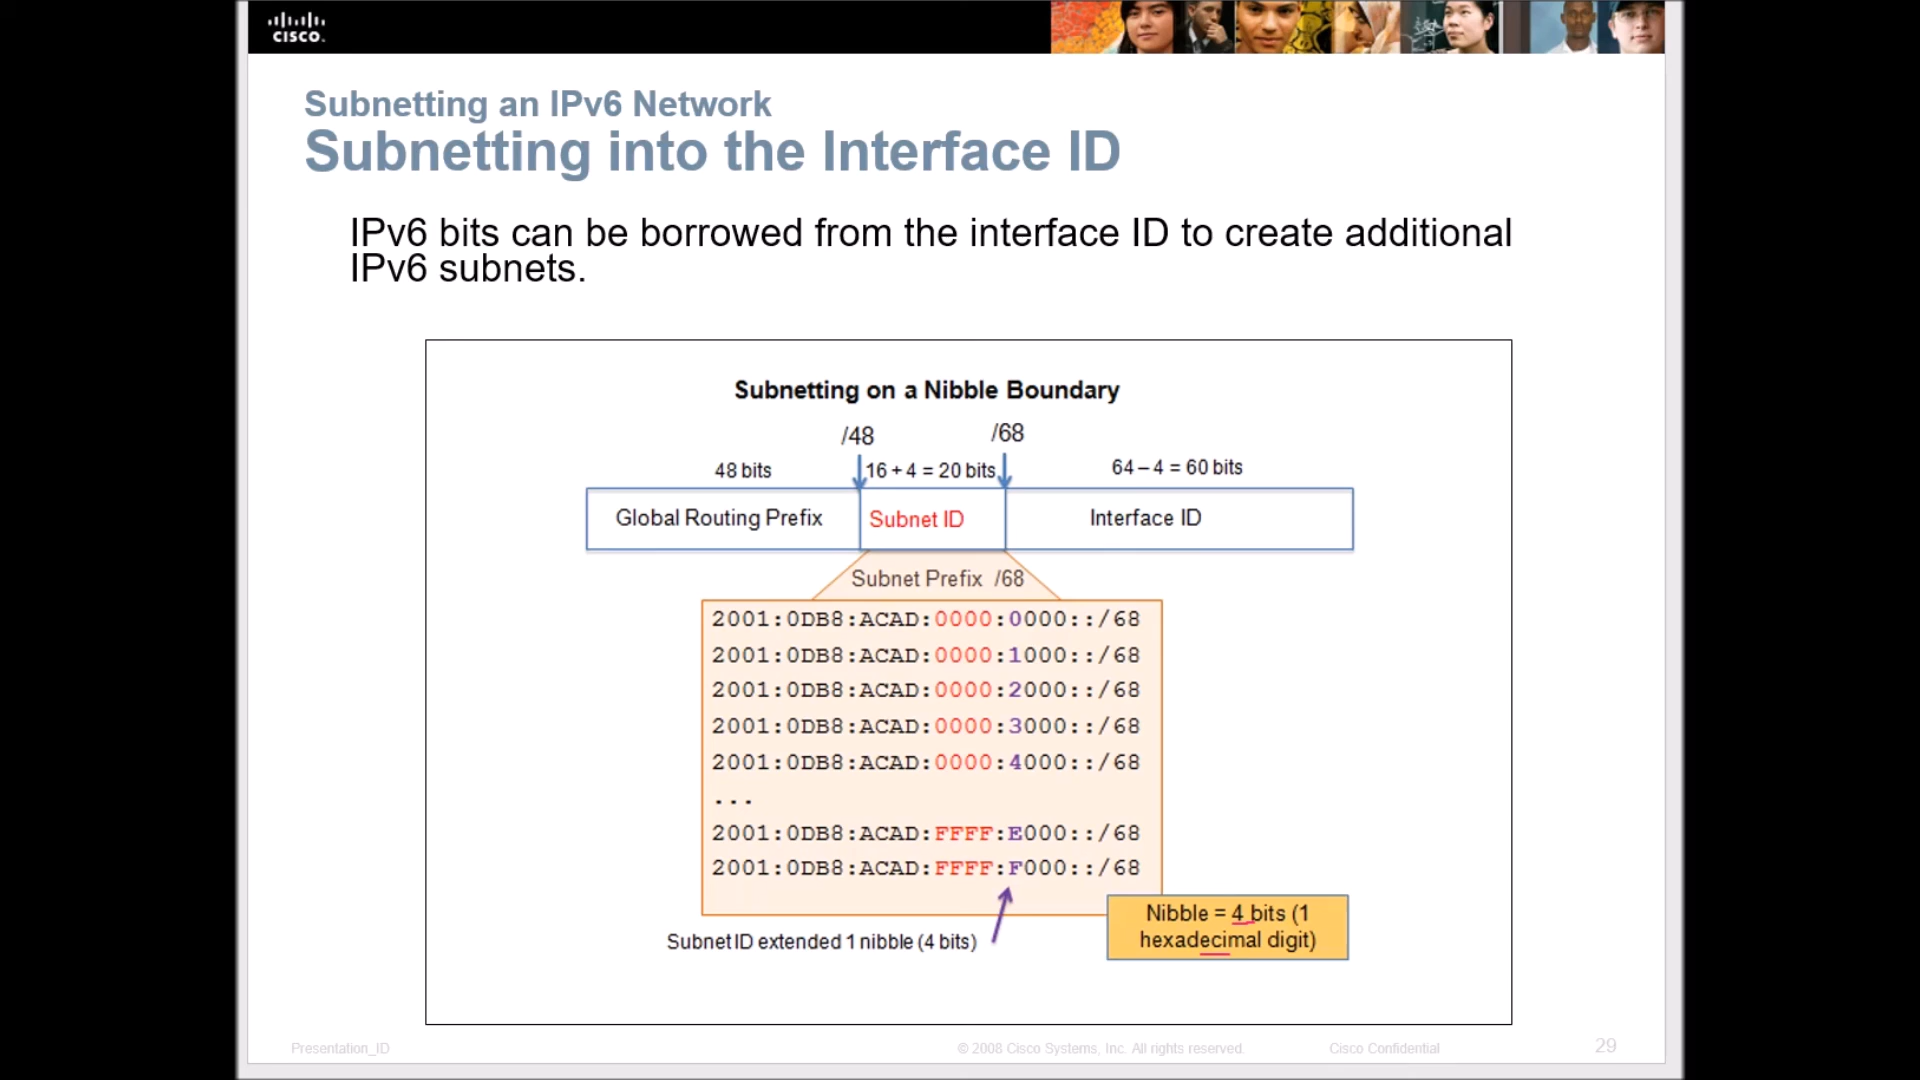 CISCO.
Subnetting an IPv6 Network
Subnetting into the Interface ID
IPv6 bits can be borrowed from the interface ID to create additional
IPv6 subnets.
Subnetting on a Nibble Boundary
/48 /68
48 bits 16 + 4 = 20 bits 64 – 4 = 60 bits
Global Routing Prefix Subnet ID Interface ID
Subnet Prefix /68
2001:0DB8:ACAD:0000:0000::/68
2001:0DB8:ACAD:0000:1000::/68
2001:0DB8:ACAD:0000:2000::/68
2001:0DB8:ACAD:0000:3000::/68
2001:0DB8:ACAD:0000:4000::/68
...
2001:0DB8:ACAD:FFFF:E000::/68
2001:0DB8:ACAD:FFFF:F000::/68
Subnet ID extended 1 nibble (4 bits)
Nibble = 4 bits (1
hexadecimal digit)
Presentation_ID © 2008 Cisco Systems, Inc. All rights reserved. Cisco Confidential 29